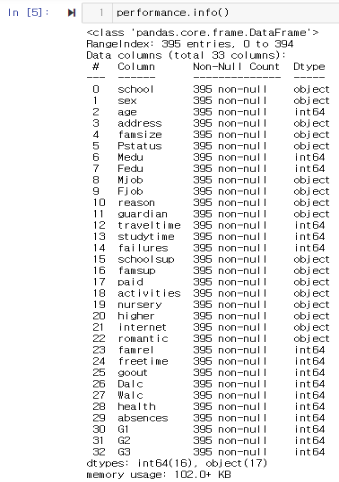 In [5]:
1 performance.info()
<class 'pandas.core.frame.DataFrame'>
RangeIndex: 395 entries, 0 to 394
Data columns (total 33 columns):
 #   Column      Non-Null Count  Dtype
---  ------      --------------  -----
 0   school      395 non-null    object
 1   sex         395 non-null    object
 2   age         395 non-null    int64
 3   address     395 non-null    object
 4   famsize     395 non-null    object
 5   Pstatus     395 non-null    object
 6   Medu        395 non-null    int64
 7   Fedu        395 non-null    int64
 8   Mjob        395 non-null    object
 9   Fjob        395 non-null    object
 10  reason      395 non-null    object
 11  guardian    395 non-null    object
 12  traveltime  395 non-null    int64
 13  studytime   395 non-null    int64
 14  failures    395 non-null    int64
 15  schoolsup   395 non-null    object
 16  famsup      395 non-null    object
 17  paid        395 non-null    object
 18  activities  395 non-null    object
 19  nursery     395 non-null    object
 20  higher      395 non-null    object
 21  internet    395 non-null    object
 22  romantic    395 non-null    object
 23  famrel      395 non-null    int64
 24  freetime    395 non-null    int64
 25  goout       395 non-null    int64
 26  Dalc        395 non-null    int64
 27  Walc        395 non-null    int64
 28  health      395 non-null    int64
 29  absences    395 non-null    int64
 30  G1          395 non-null    int64
 31  G2          395 non-null    int64
 32  G3          395 non-null    int64
dtypes: int64(16), object(17)
memory usage: 102.0+ KB